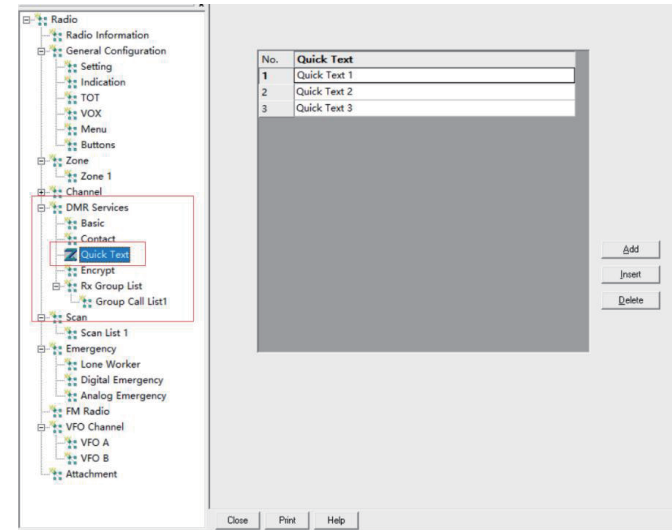 Radio
Radio Information
General Configuration
Setting
Indication
TOT
VOX
Menu
Buttons
Zone
Zone 1
Channel
DMR Services
Basic
Contact
Quick Text
Encrypt
Rx Group List
Group Call List1
Scan
Scan List 1
Emergency
Lone Worker
Digital Emergency
Analog Emergency
FM Radio
VFO Channel
VFO A
VFO B
Attachment
No. Quick Text
1 Quick Text 1
2 Quick Text 2
3 Quick Text 3
Add
Insert
Delete
Close Print Help